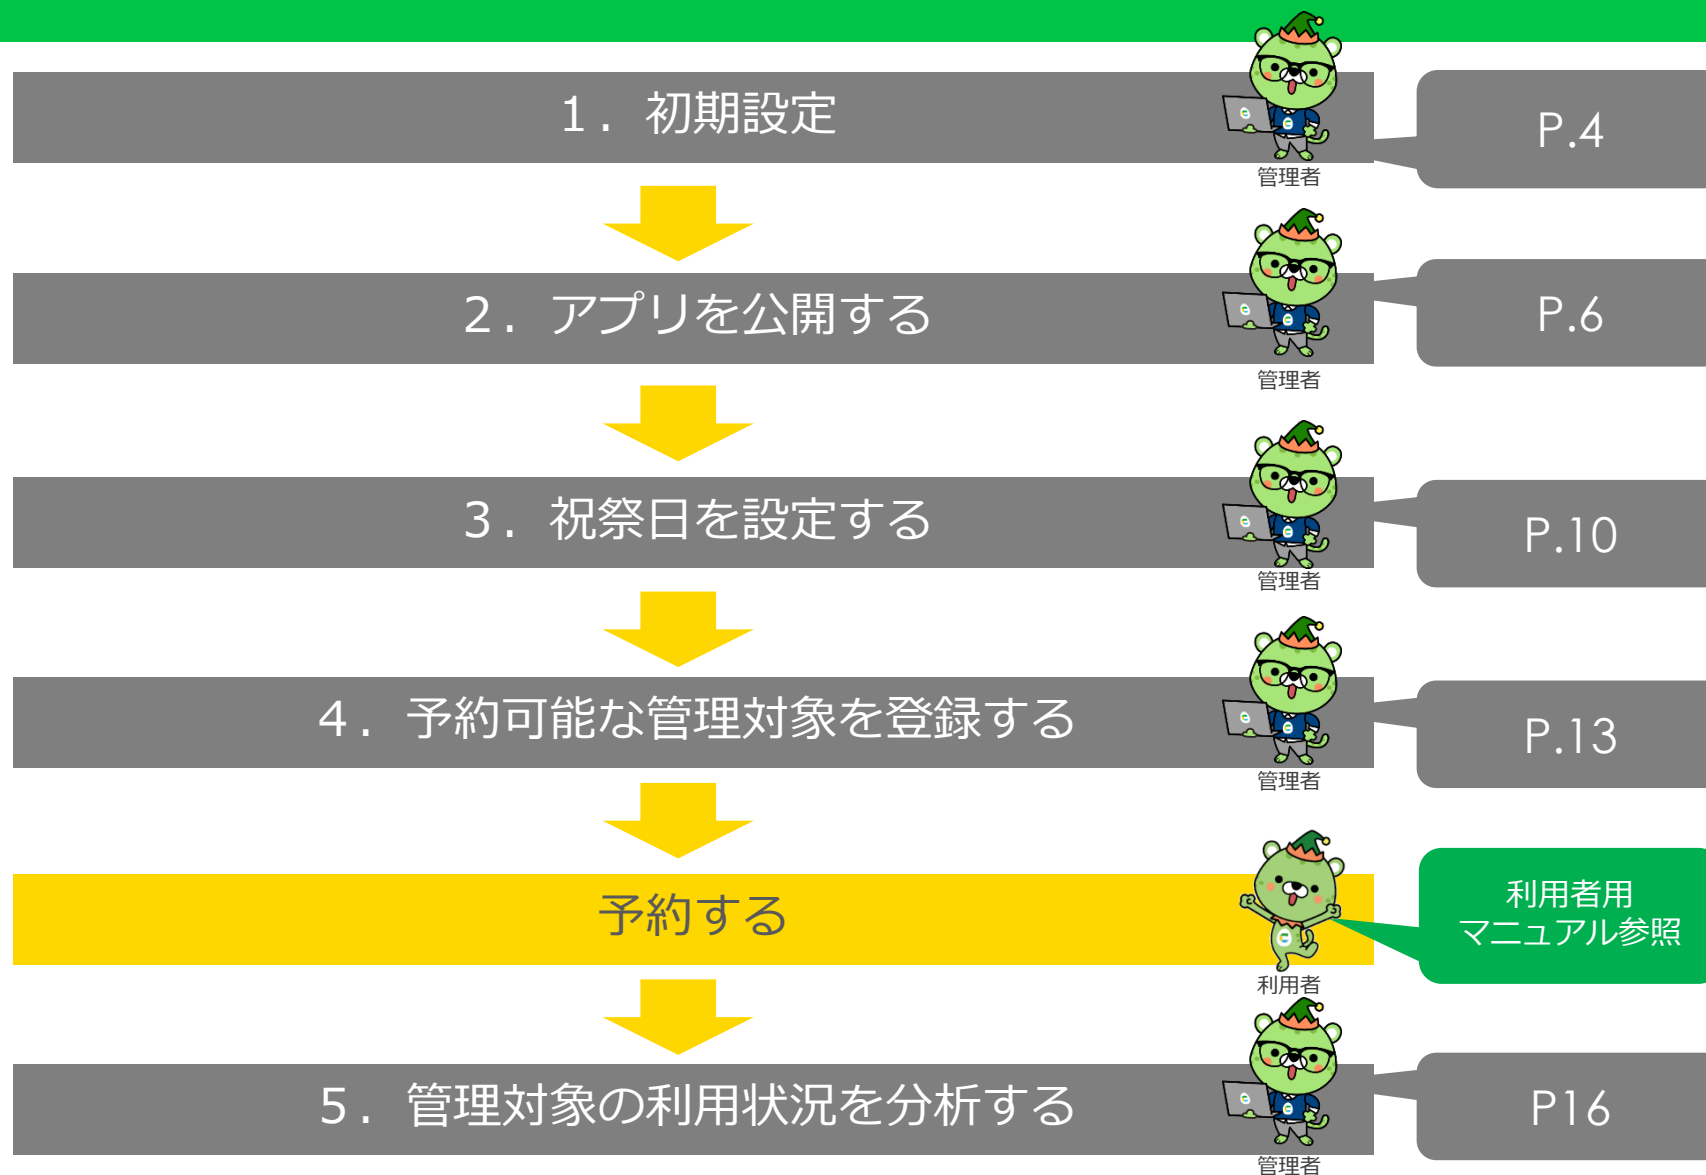 １．初期設定
P.4
管理者
２．アプリを公開する
P.6
管理者
３．祝祭日を設定する
P.10
管理者
４．予約可能な管理対象を登録する
P.13
管理者
予約する
利用者用
マニュアル参照
利用者
５．管理対象の利用状況を分析する
P16
管理者